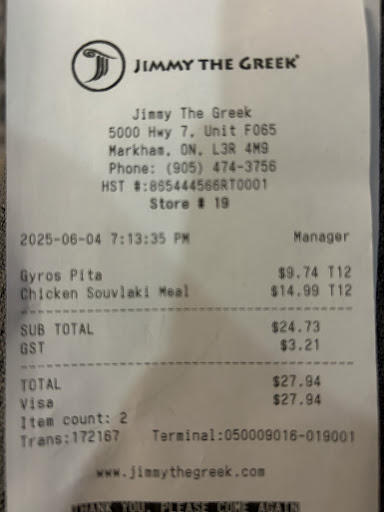 JIMMY THE GREEK
Jimmy The Greek
5000 Hwy 7, Unit F065
Markham, ON, L3R 4M9
Phone: (905) 474-3756
HST #:865444566RT0001
Store # 19
2025-06-04 7:13:35 PM Manager
Gyros Pita $9.74 T12
Chicken Souvlaki Meal $14.99 T12
SUB TOTAL $24.73
GST $3.21
TOTAL $27.94
Visa $27.94
Item count: 2
Trans:172167 Terminal:050009016-019001
www.jimmythegreek.com
THANK YOU, PLEASE COME AGAIN